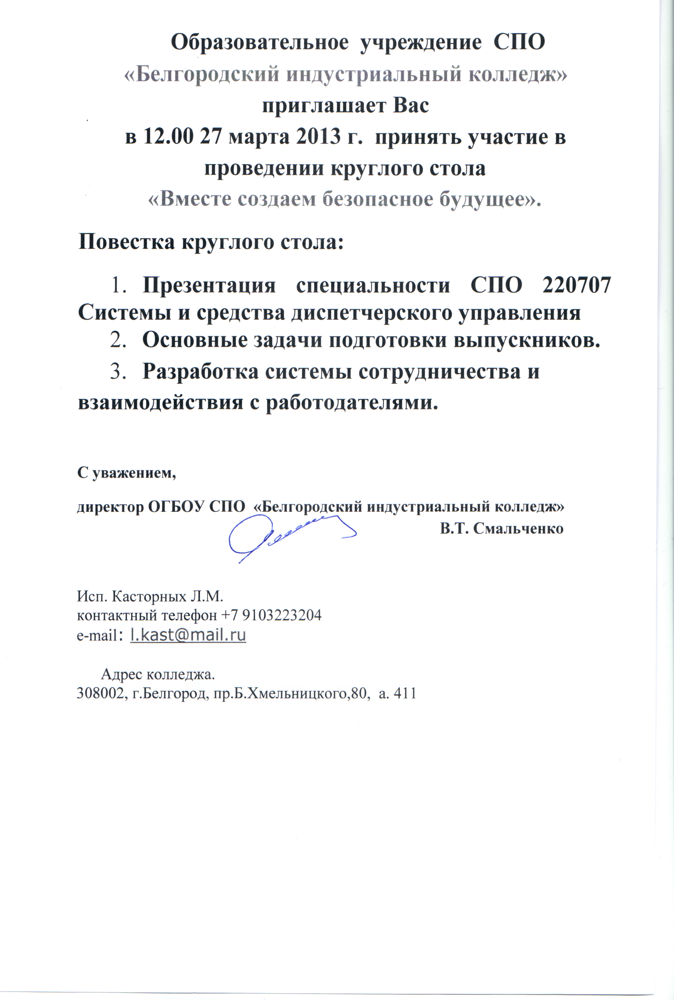 Образовательное учреждение СПО
«Белгородский индустриальный колледж»
приглашает Вас
в 12.00 27 марта 2013 г. принять участие в
проведении круглого стола
«Вместе создаем безопасное будущее».
Повестка круглого стола:
1. Презентация специальности СПО 220707
Системы и средства диспетчерского управления
2. Основные задачи подготовки выпускников.
3. Разработка системы сотрудничества и
взаимодействия с работодателями.
С уважением,
директор ОГБОУ СПО «Белгородский индустриальный колледж»
В.Т. Смальченко
Исп. Касторных Л.М.
контактный телефон +7 9103223204
e-mail: l.kast@mail.ru
Адрес колледжа.
308002, г.Белгород, пр.Б.Хмельницкого,80, а. 411